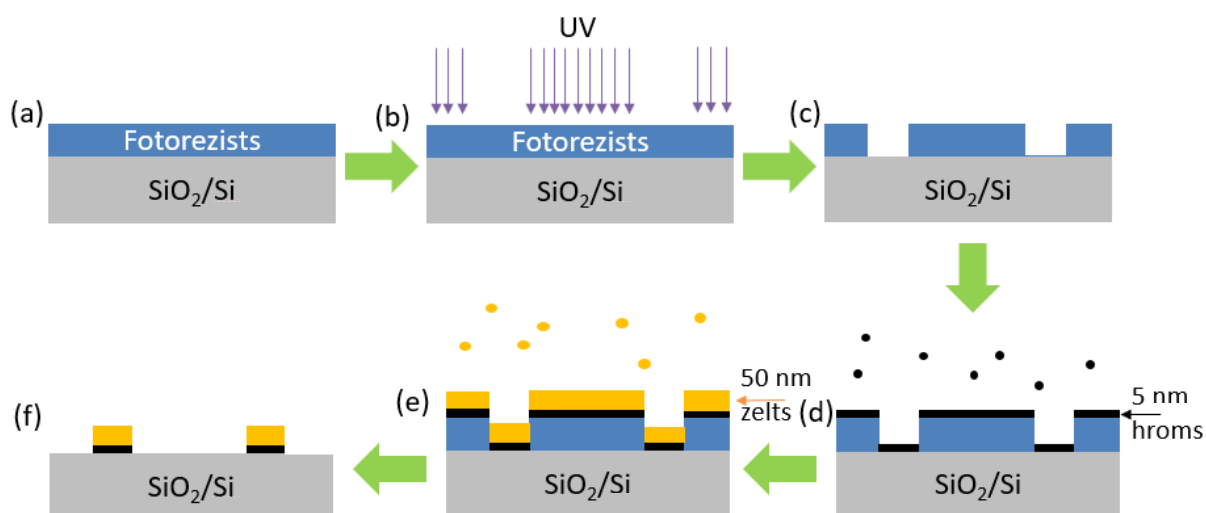 UV
(a)
Fotorezists
SiO₂/Si
(b)
Fotorezists
SiO₂/Si
(c)
SiO₂/Si
(d)
5 nm
hroms
SiO₂/Si
(e)
50 nm
zelts
SiO₂/Si
(f)
SiO₂/Si